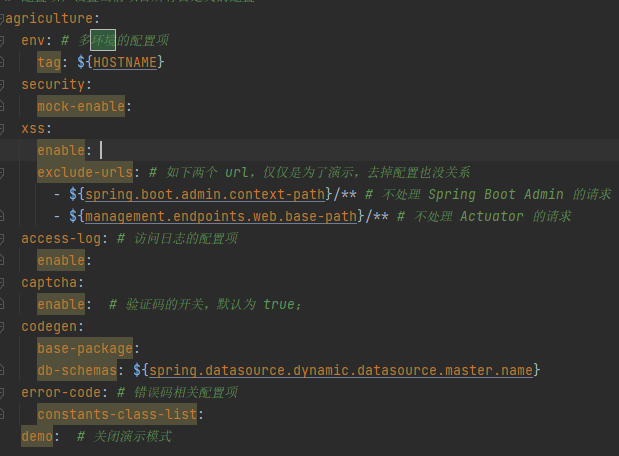 agriculture:
env: # 多环境的配置项
tag: ${HOSTNAME}
security:
mock-enable:
xss:
enable:
exclude-urls: # 如下两个 url，仅仅是为了演示，去掉配置也没关系
- ${spring.boot.admin.context-path}/** # 不处理 Spring Boot Admin 的请求
- ${management.endpoints.web.base-path}/** # 不处理 Actuator 的请求
access-log: # 访问日志的配置项
enable:
captcha:
enable: # 验证码的开关，默认为 true；
codegen:
base-package:
db-schemas: ${spring.datasource.dynamic.datasource.master.name}
error-code: # 错误码相关配置项
constants-class-list:
demo: # 关闭演示模式